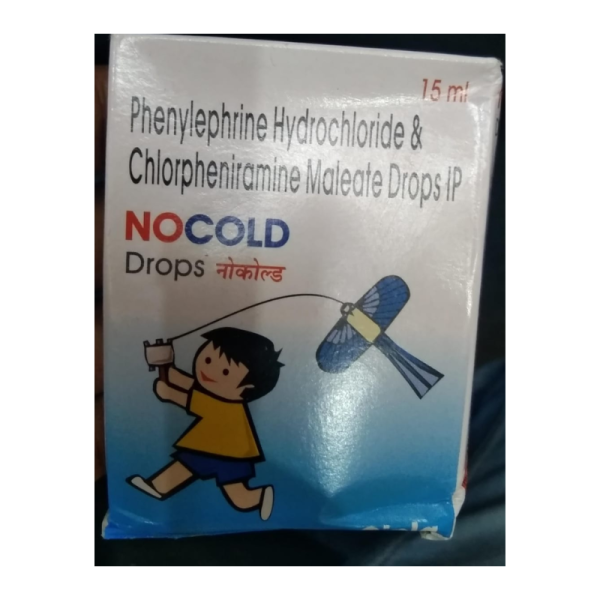 15 ml
Phenylephrine Hydrochloride &
Chlorpheniramine Maleate Drops IP
NOCOLD
Drops नोकोल्ड